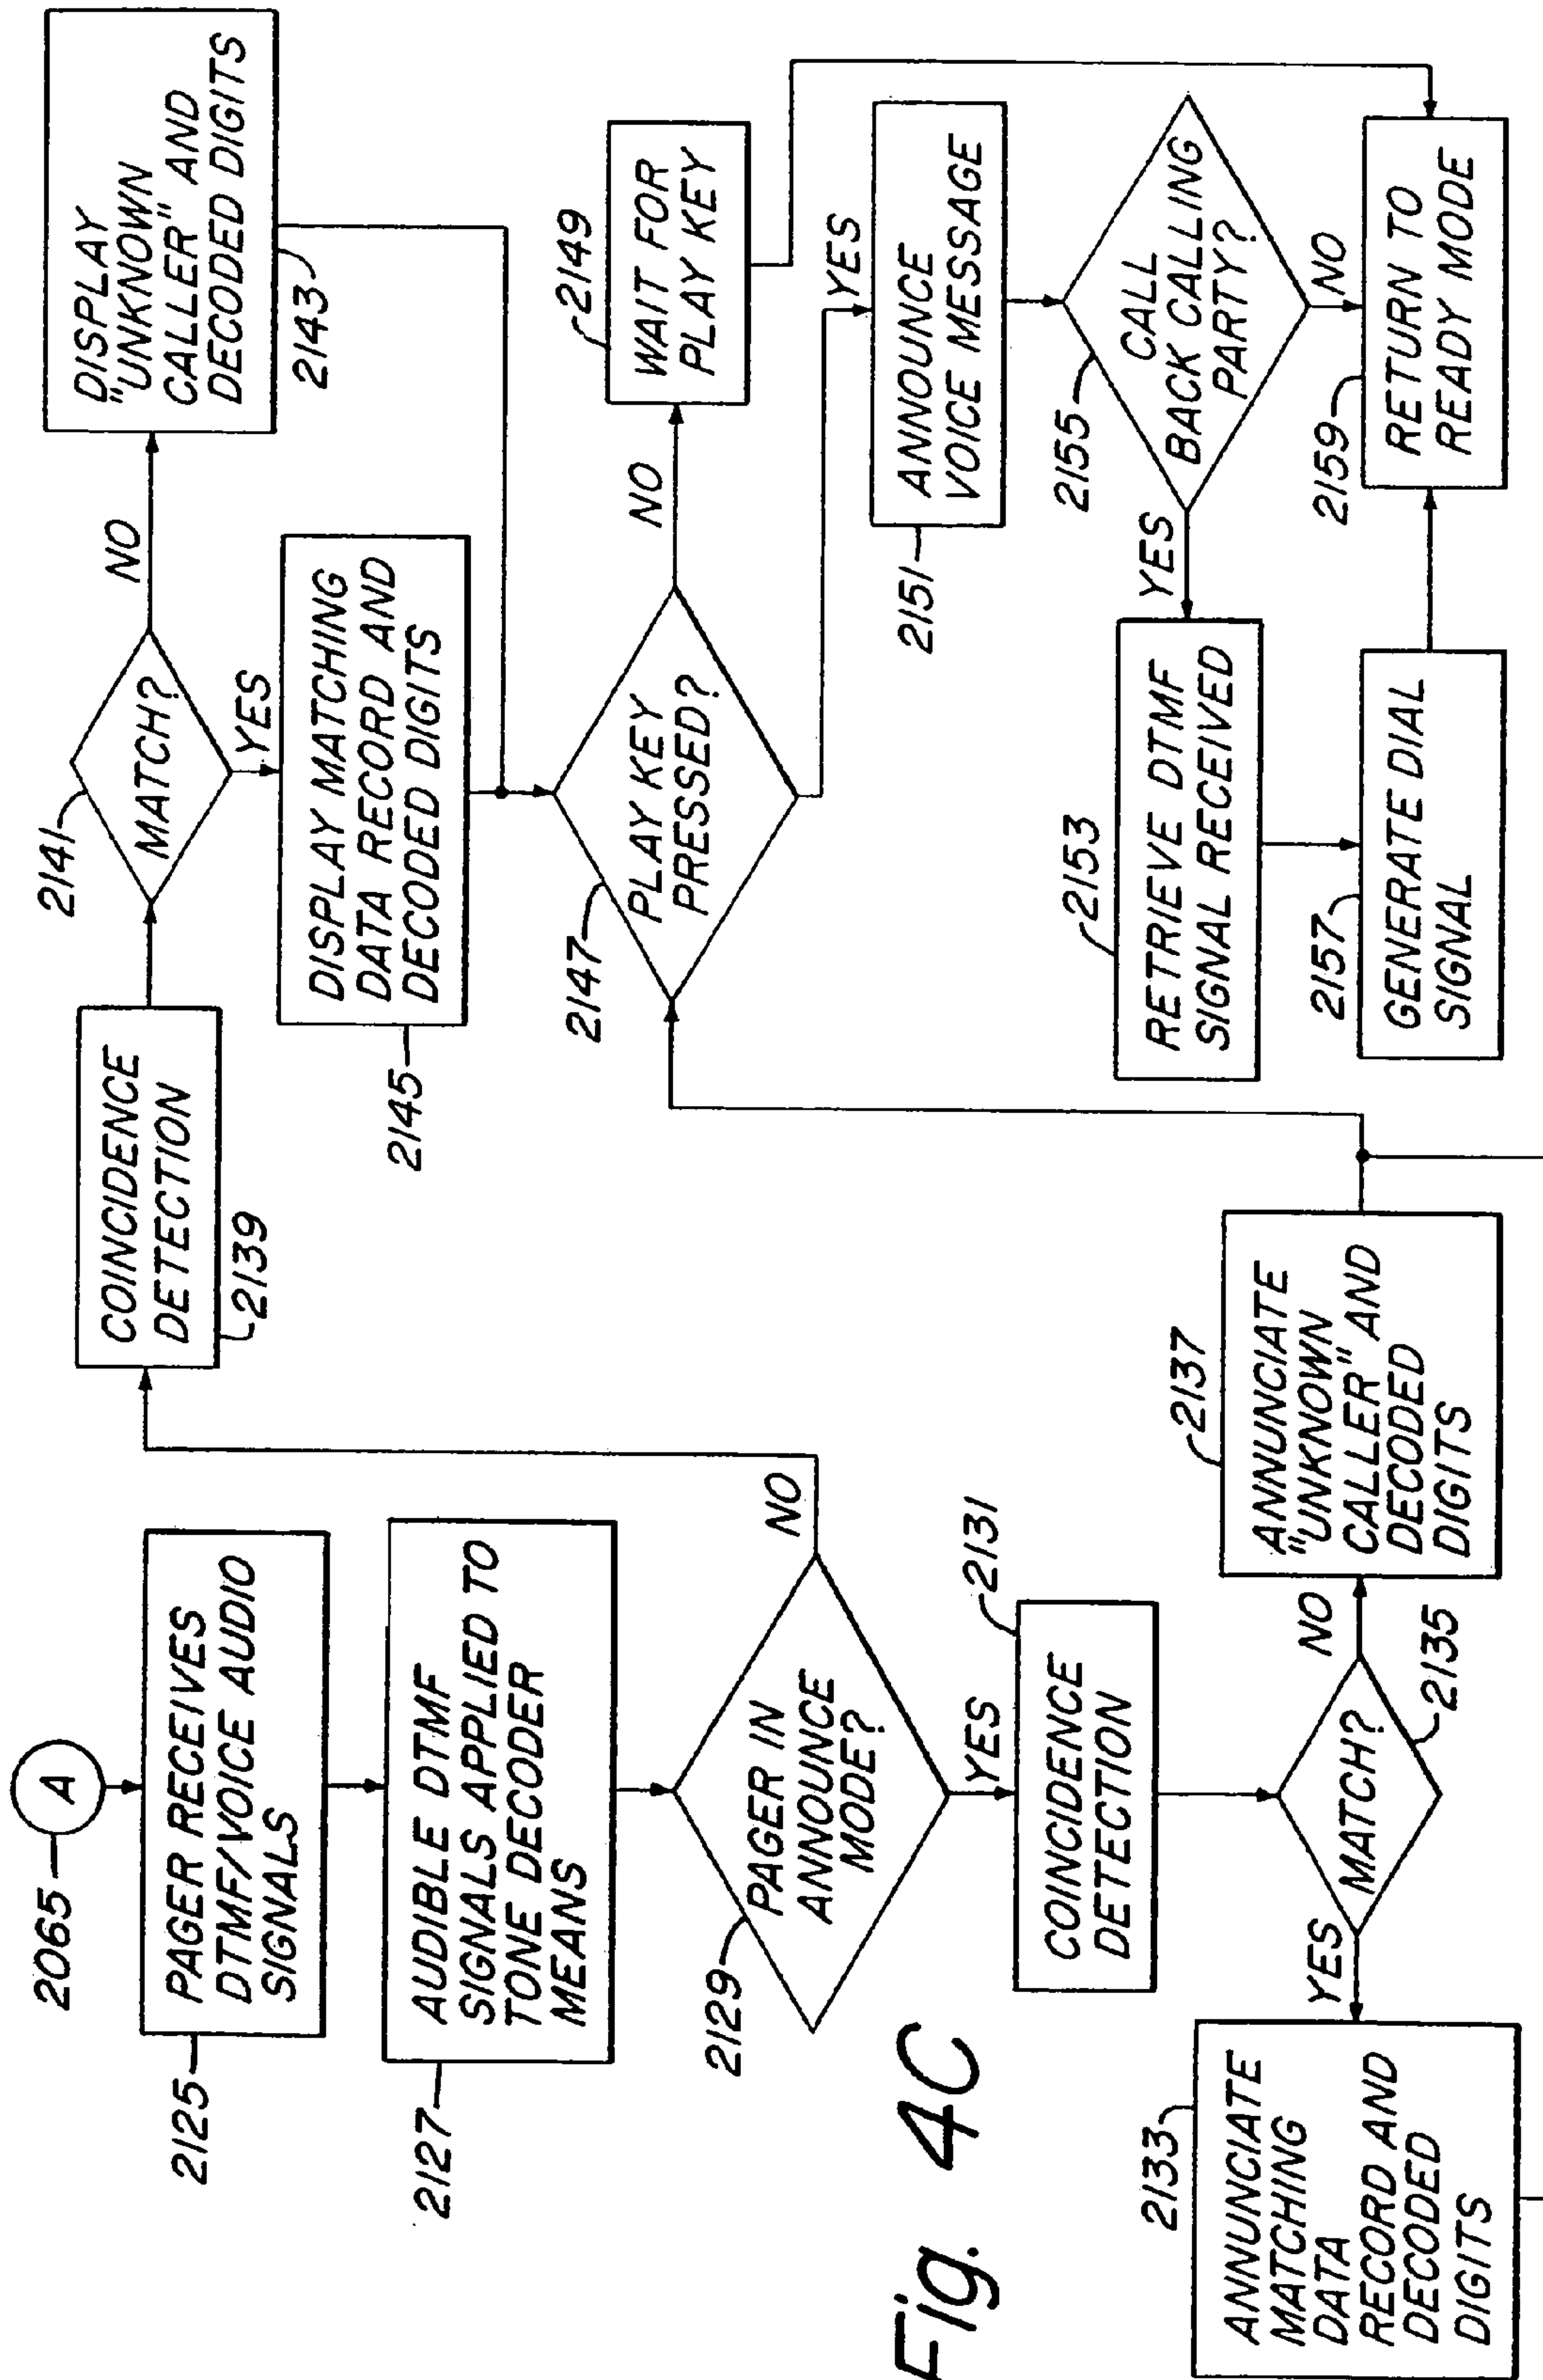 2065
A
2125
PAGER RECEIVES
DTMF/VOICE AUDIO
SIGNALS
2127
AUDIBLE DTMF
SIGNALS APPLIED TO
TONE DECODER
MEANS
2129
PAGER IN
ANNOUNCE
MODE?
NO
YES
2131
COINCIDENCE
DETECTION
MATCH?
2135
YES
NO
2133
ANNUNCIATE
MATCHING
DATA
RECORD AND
DECODED
DIGITS
2137
ANNUNCIATE
"UNKNOWN
CALLER" AND
DECODED
DIGITS
COINCIDENCE
DETECTION
2139
2141
MATCH?
NO
YES
DISPLAY
"UNKNOWN
CALLER" AND
DECODED DIGITS
2143
DISPLAY MATCHING
DATA RECORD AND
DECODED DIGITS
2145
2147
PLAY KEY
PRESSED?
NO
2149
WAIT FOR
PLAY KEY
YES
ANNOUNCE
VOICE MESSAGE
2151
CALL
BACK CALLING
PARTY?
2155
YES
NO
2153
RETRIEVE DTMF
SIGNAL RECEIVED
2157
GENERATE DIAL
SIGNAL
2159
RETURN TO
READY MODE
Fig. 4C